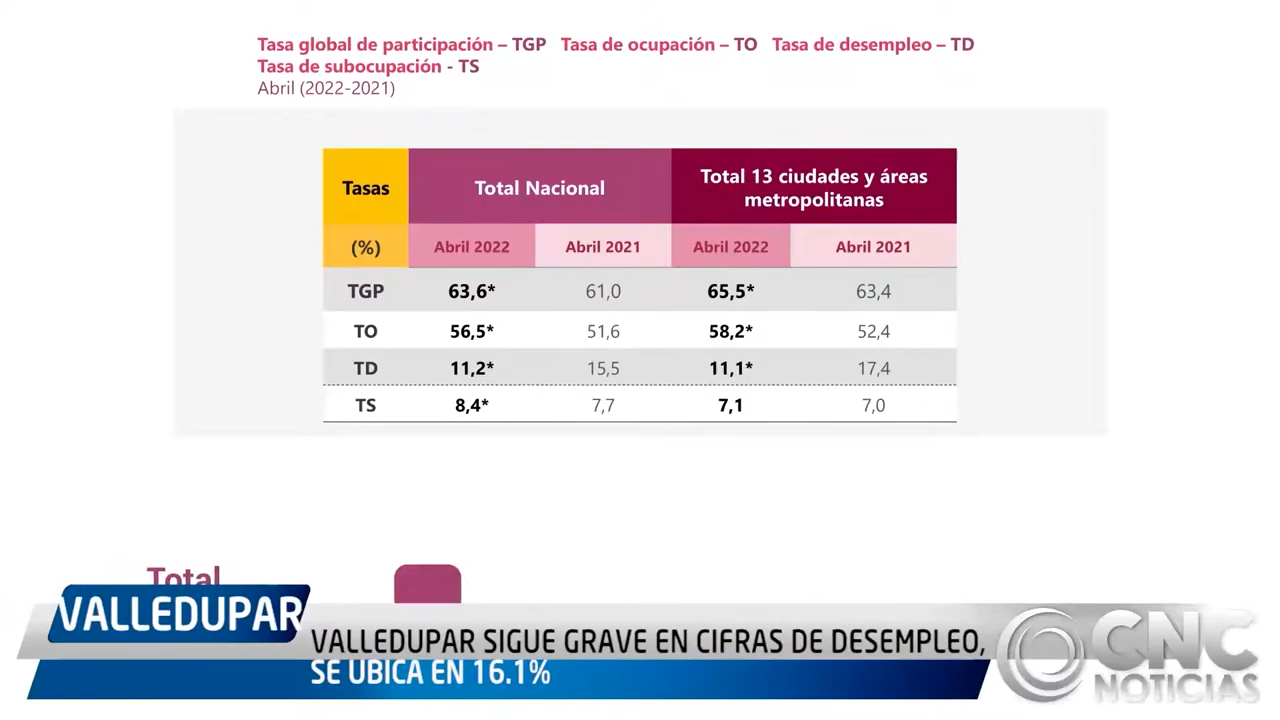 Tasa global de participación – TGP Tasa de ocupación – TO Tasa de desempleo – TD
Tasa de subocupación - TS
Abril (2022-2021)
Tasas Total Nacional Total 13 ciudades y áreas metropolitanas
(%) Abril 2022 Abril 2021 Abril 2022 Abril 2021
TGP 63,6* 61,0 65,5* 63,4
TO 56,5* 51,6 58,2* 52,4
TD 11,2* 15,5 11,1* 17,4
TS 8,4* 7,7 7,1 7,0
Total
VALLEDUPAR
VALLEDUPAR SIGUE GRAVE EN CIFRAS DE DESEMPLEO,
SE UBICA EN 16.1%
CNC
NOTICIAS